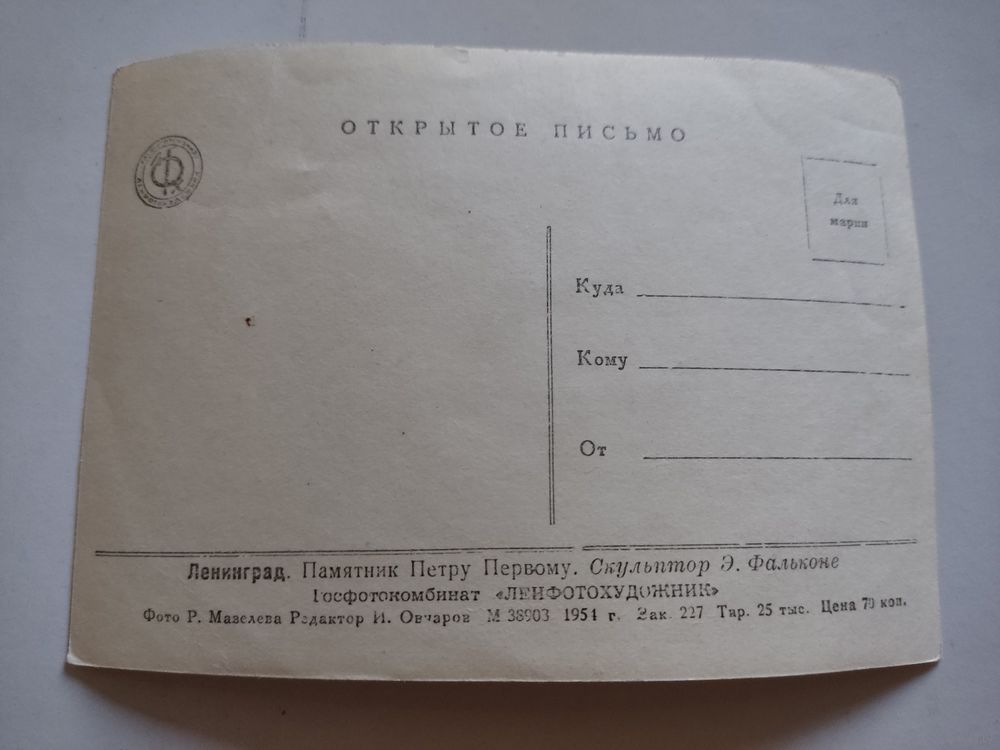 ОТКРЫТОЕ ПИСЬМО
Для
марки
Куда
Кому
От
Ленинград. Памятник Петру Первому. Скульптор Э. Фальконе
Госфотокомбинат «ЛЕНФОТОХУДОЖНИК»
Фото Р. Мазелева Редактор И. Овчаров М 38903 1954 г. Зак. 227 Тир. 25 тыс. Цена 70 коп.